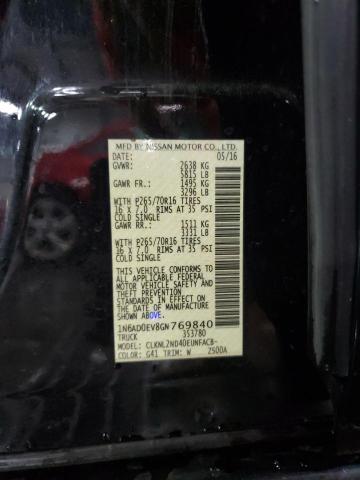 MFD BY NISSAN MOTOR CO., LTD.
DATE: 05/16
GVWR: 2638 KG
5815 LB
GAWR FR.: 1495 KG
3296 LB
WITH P265/70R16 TIRES
16 X 7.0 RIMS AT 35 PSI
COLD SINGLE
GAWR RR.: 1511 KG
3331 LB
WITH P265/70R16 TIRES
16 X 7.0 RIMS AT 35 PSI
COLD SINGLE
THIS VEHICLE CONFORMS TO
ALL APPLICABLE FEDERAL
MOTOR VEHICLE SAFETY AND
THEFT PREVENTION STANDARDS
IN EFFECT ON THE DATE OF
MANUFACTURE SHOWN ABOVE.
1N6AD0EV8GN769840
TRUCK 353780
MODEL: CLKNL2ND40EUNFACB-
COLOR: G41 TRIM: W 2500A